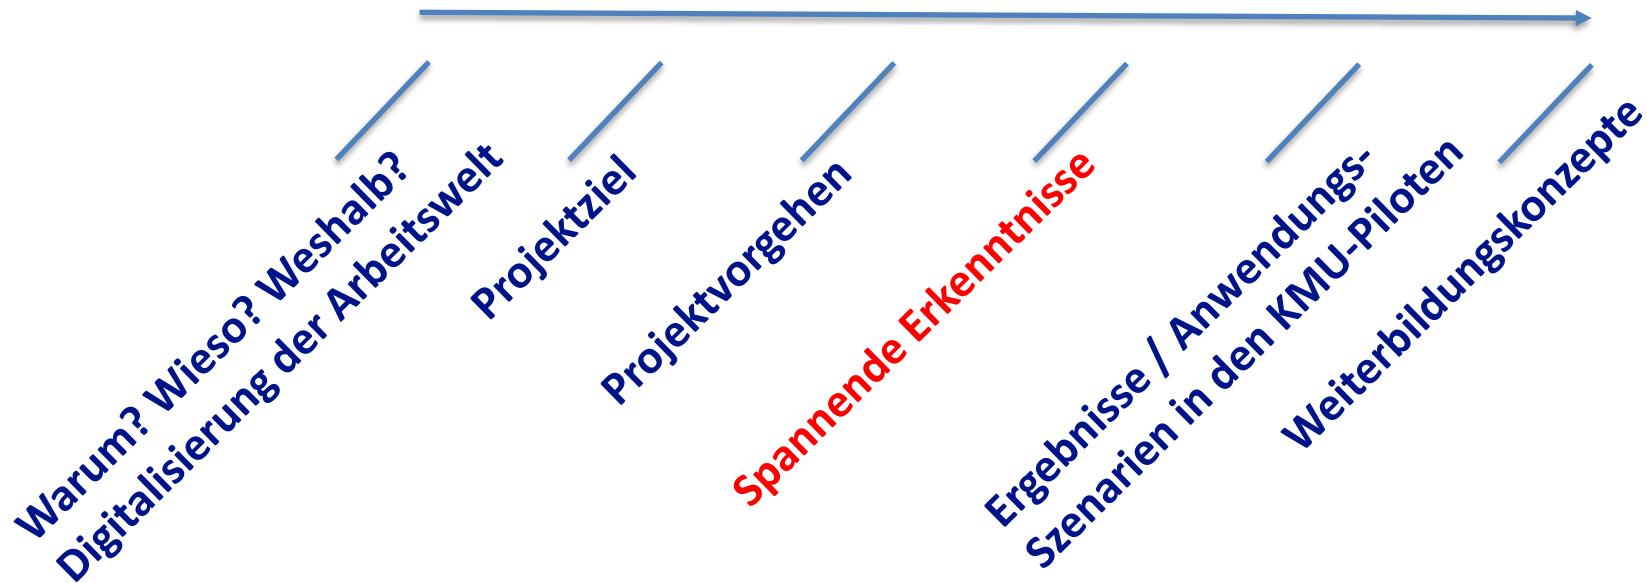 Warum? Wieso? Weshalb?
Digitalisierung der Arbeitswelt
Projektziel
Projektvorgehen
Spannende Erkenntnisse
Ergebnisse / Anwendungs-
Szenarien in den KMU-Piloten
Weiterbildungskonzepte